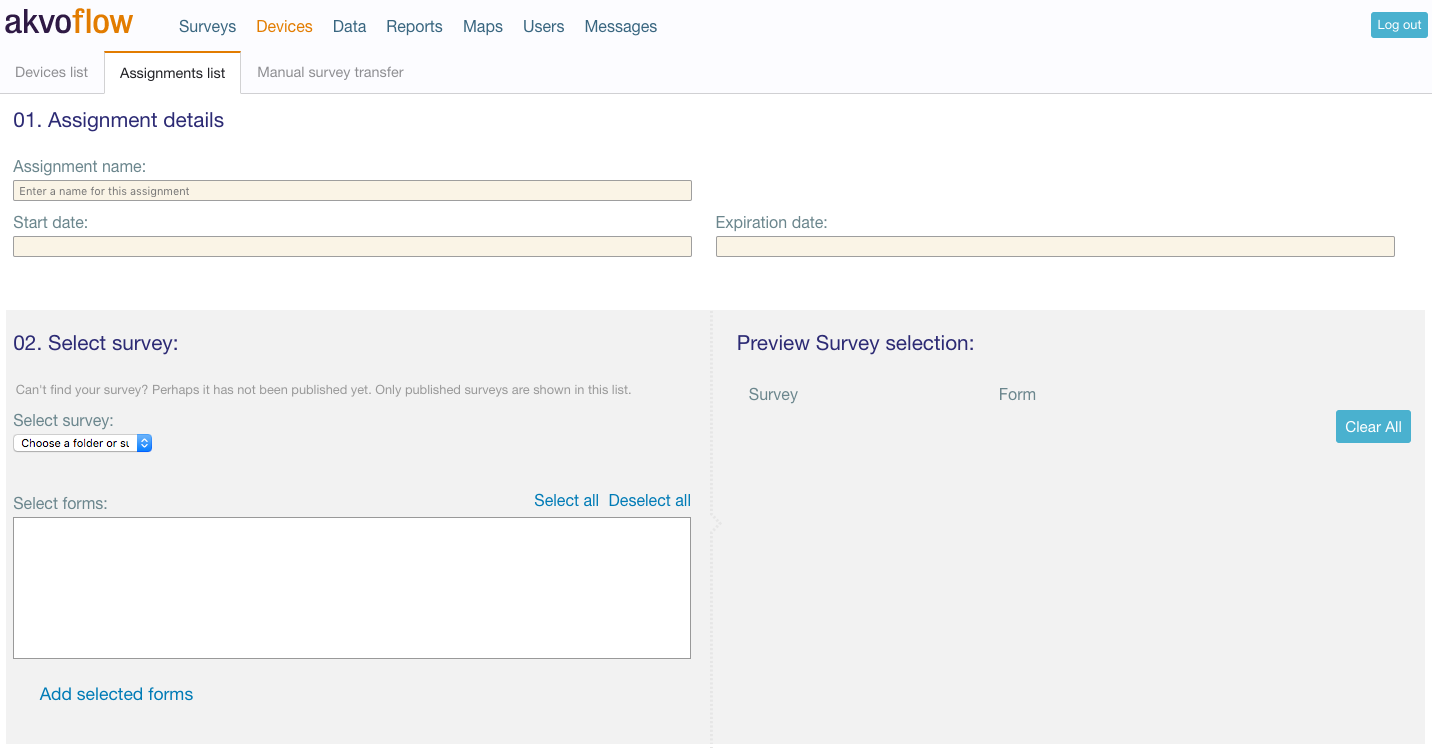 akvoflow Surveys Devices Data Reports Maps Users Messages Log out
Devices list Assignments list Manual survey transfer
01. Assignment details
Assignment name:
Enter a name for this assignment
Start date: Expiration date:
02. Select survey: Preview Survey selection:
Can't find your survey? Perhaps it has not been published yet. Only published surveys are shown in this list.
Survey Form
Select survey:
Clear All
Choose a folder or su
Select forms: Select all Deselect all
Add selected forms